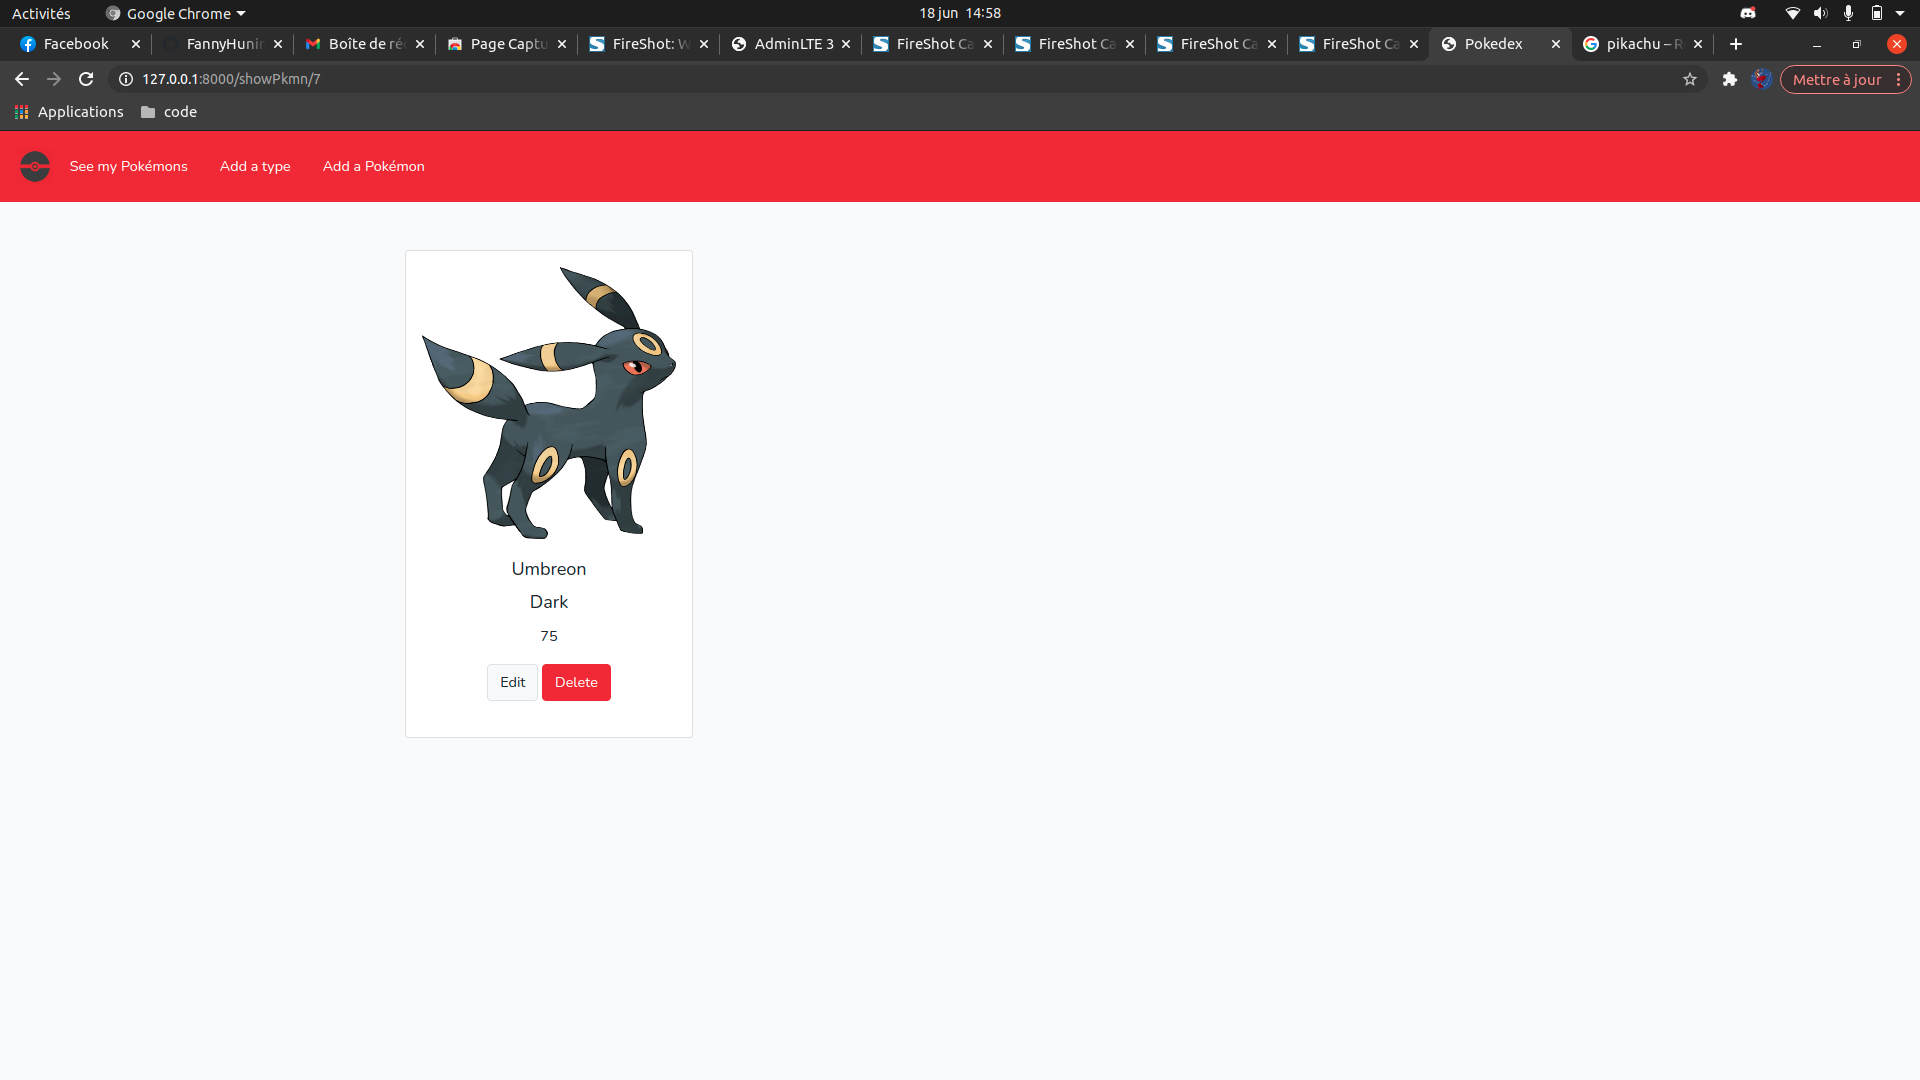 Activités Google Chrome 18 jun 14:58
Facebook FannyHunin Boîte de ré Page Captu FireShot: W AdminLTE 3 FireShot Ca FireShot Ca FireShot Ca FireShot Ca Pokedex pikachu – R
127.0.0.1:8000/showPkmn/7 Mettre à jour
Applications code
See my Pokémons Add a type Add a Pokémon
Umbreon
Dark
75
Edit Delete